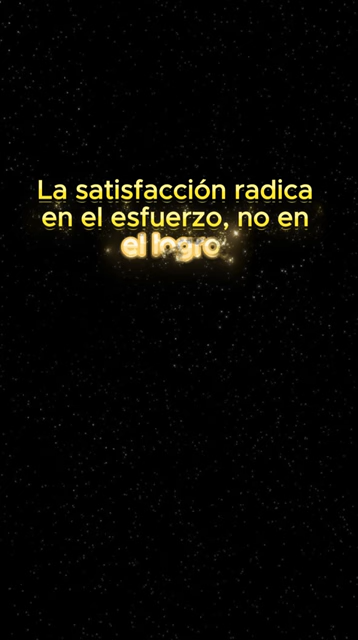 La satisfacción radica
en el esfuerzo, no en
el logro